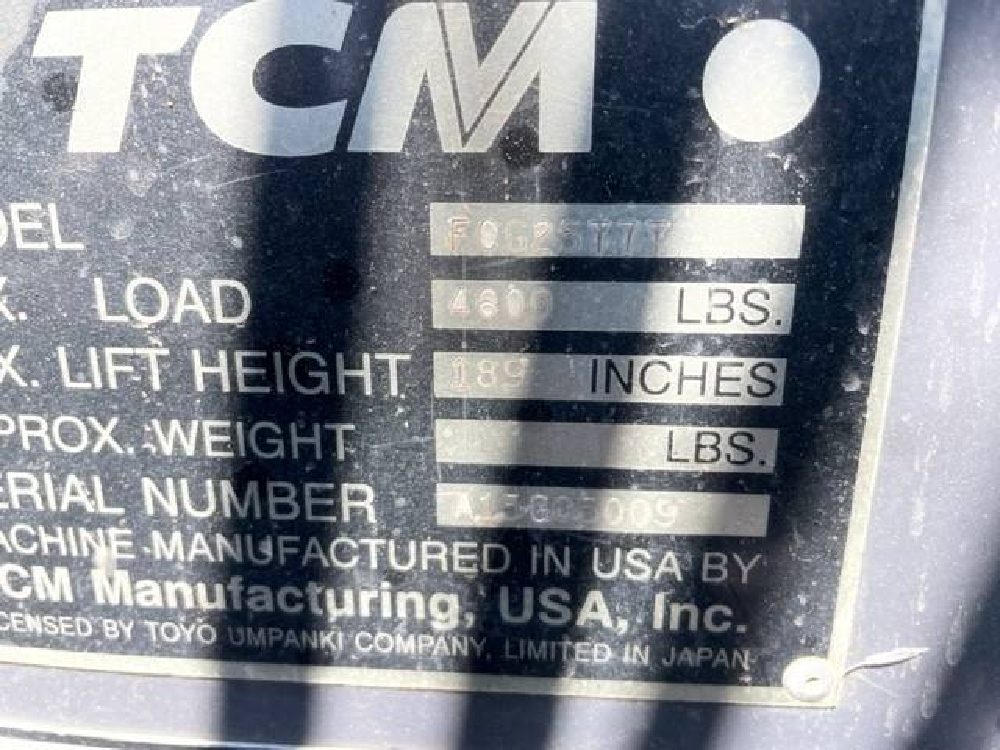 TCM
DEL
X. LOAD LBS.
X. LIFT HEIGHT 189 INCHES
PROX. WEIGHT LBS.
ERIAL NUMBER
ACHINE MANUFACTURED IN USA BY
CM Manufacturing, USA, Inc.
CENSED BY TOYO UMPANKI COMPANY, LIMITED IN JAPAN